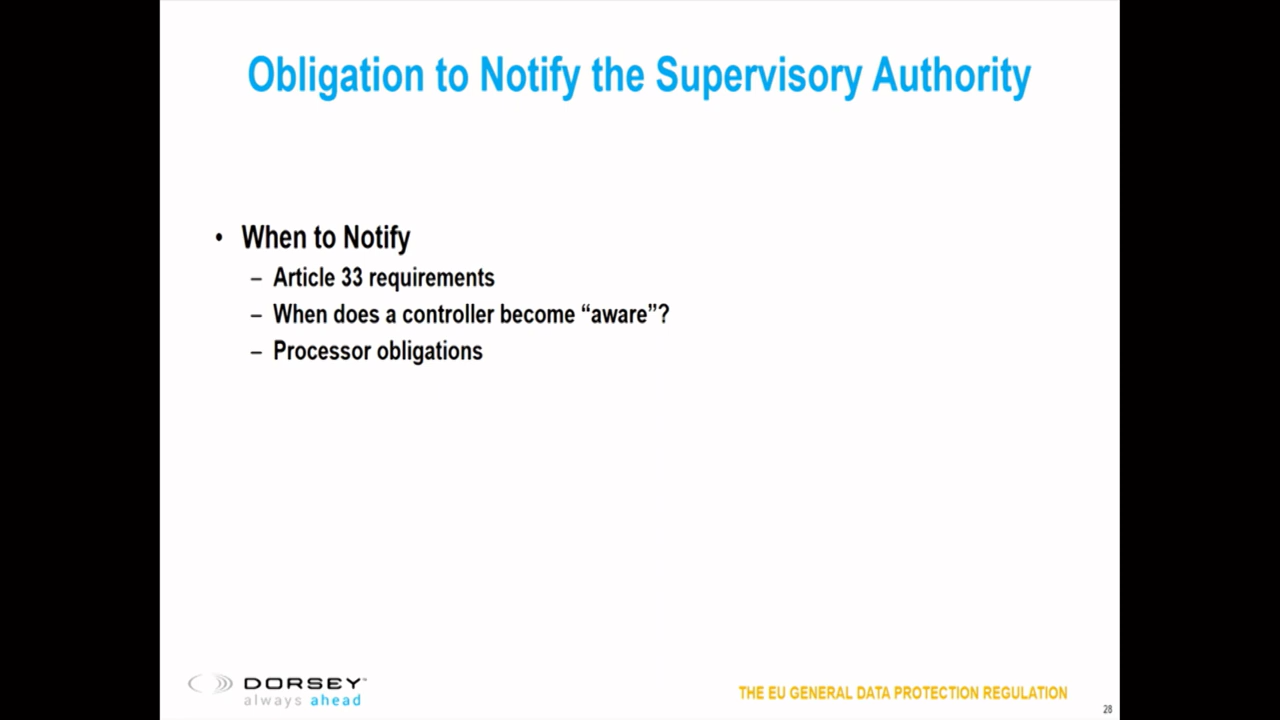 Obligation to Notify the Supervisory Authority
• When to Notify
– Article 33 requirements
– When does a controller become “aware”?
– Processor obligations
DORSEY™
always ahead
THE EU GENERAL DATA PROTECTION REGULATION
28